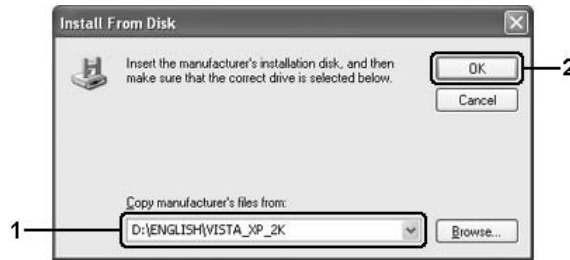 Install From Disk
Insert the manufacturer's installation disk, and then
make sure that the correct drive is selected below.
OK
2
Cancel
Copy manufacturer's files from:
1
D:\ENGLISH\VISTA_XP_2K
Browse...